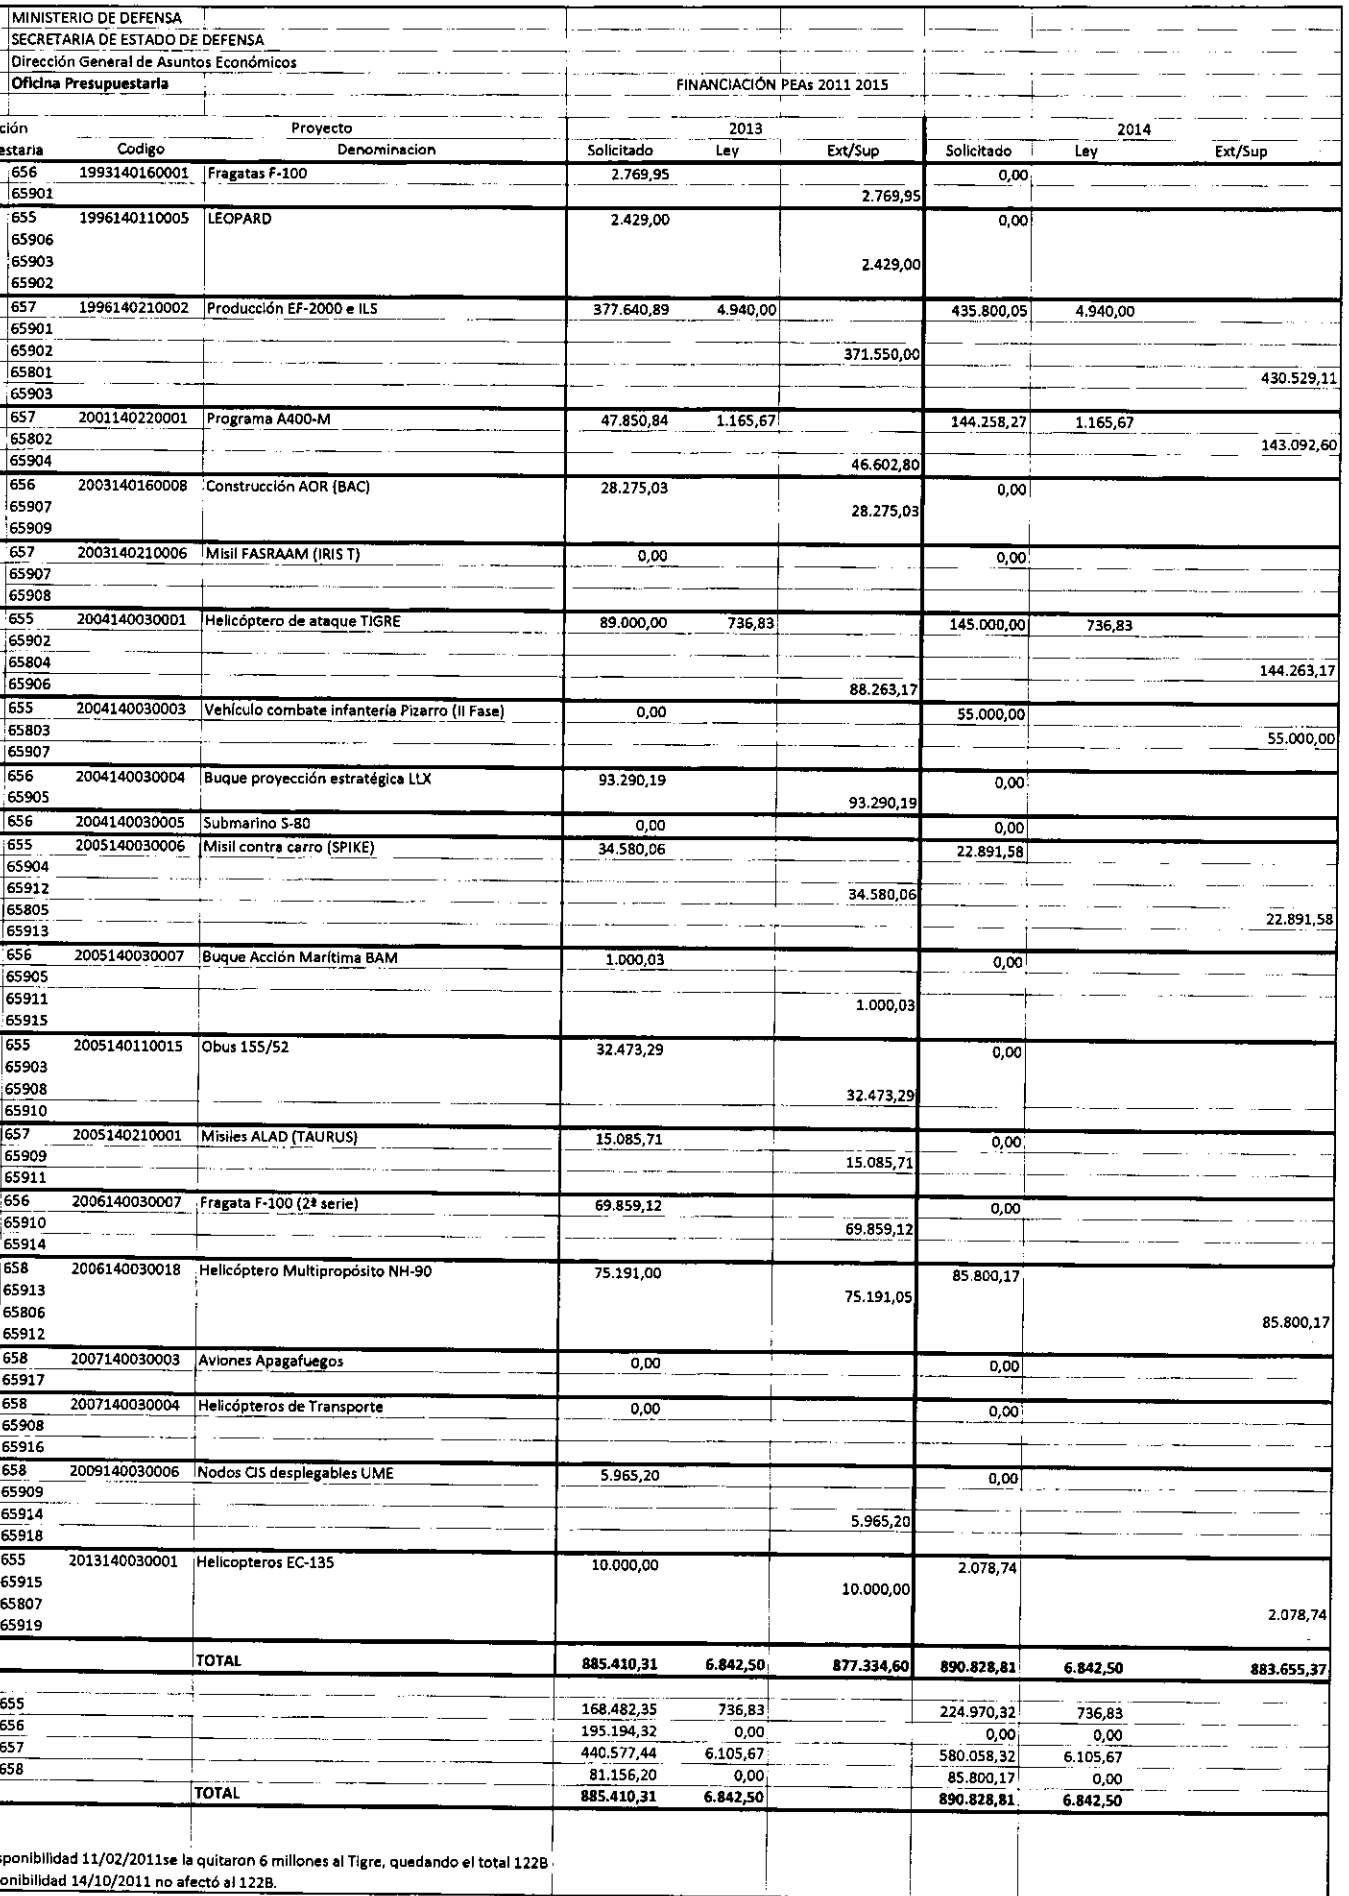 MINISTERIO DE DEFENSA
SECRETARIA DE ESTADO DE DEFENSA
Dirección General de Asuntos Económicos
Oficina Presupuestaria FINANCIACIÓN PEAs 2011 2015
ción Proyecto 2013 2014
estaria Codigo Denominacion Solicitado Ley Ext/Sup Solicitado Ley Ext/Sup
656 1993140160001 Fragatas F-100 2.769,95 0,00
65901 2.769,95
655 1996140110005 LEOPARD 2.429,00 0,00
65906
65903 2.429,00
65902
657 1996140210002 Producción EF-2000 e ILS 377.640,89 4.940,00 435.800,05 4.940,00
65901
65902 371.550,00
65801 430.529,11
65903
657 2001140220001 Programa A400-M 47.850,84 1.165,67 144.258,27 1.165,67
65802 143.092,60
65904 46.602,80
656 2003140160008 Construcción AOR (BAC) 28.275,03 0,00
65907 28.275,03
65909
657 2003140210006 Misil FASRAAM (IRIS T) 0,00 0,00
65907
65908
655 2004140030001 Helicóptero de ataque TIGRE 89.000,00 736,83 145.000,00 736,83
65902
65804 144.263,17
65906 88.263,17
655 2004140030003 Vehículo combate infantería Pizarro (II Fase) 0,00 55.000,00
65803 55.000,00
65907
656 2004140030004 Buque proyección estratégica LLX 93.290,19 0,00
65905 93.290,19
656 2004140030005 Submarino S-80 0,00 0,00
655 2005140030006 Misil contra carro (SPIKE) 34.580,06 22.891,58
65904
65912 34.580,06
65805 22.891,58
65913
656 2005140030007 Buque Acción Marítima BAM 1.000,03 0,00
65905
65911 1.000,03
65915
655 2005140110015 Obus 155/52 32.473,29 0,00
65903
65908 32.473,29
65910
657 2005140210001 Misiles ALAD (TAURUS) 15.085,71 0,00
65909 15.085,71
65911
656 2006140030007 Fragata F-100 (2ª serie) 69.859,12 0,00
65910 69.859,12
65914
658 2006140030018 Helicóptero Multipropósito NH-90 75.191,00 85.800,17
65913 75.191,05
65806 85.800,17
65912
658 2007140030003 Aviones Apagafuegos 0,00 0,00
65917
658 2007140030004 Helicópteros de Transporte 0,00 0,00
65908
65916
658 2009140030006 Nodos CIS desplegables UME 5.965,20 0,00
65909
65914 5.965,20
65918
655 2013140030001 Helicopteros EC-135 10.000,00 2.078,74
65915 10.000,00
65807 2.078,74
65919
TOTAL 885.410,31 6.842,50 877.334,60 890.828,81 6.842,50 883.655,37
655 168.482,35 736,83 224.970,32 736,83
656 195.194,32 0,00 0,00 0,00
657 440.577,44 6.105,67 580.058,32 6.105,67
658 81.156,20 0,00 85.800,17 0,00
TOTAL 885.410,31 6.842,50 890.828,81 6.842,50
sponibilidad 11/02/2011se la quitaron 6 millones al Tigre, quedando el total 122B
onibilidad 14/10/2011 no afectó al 122B.